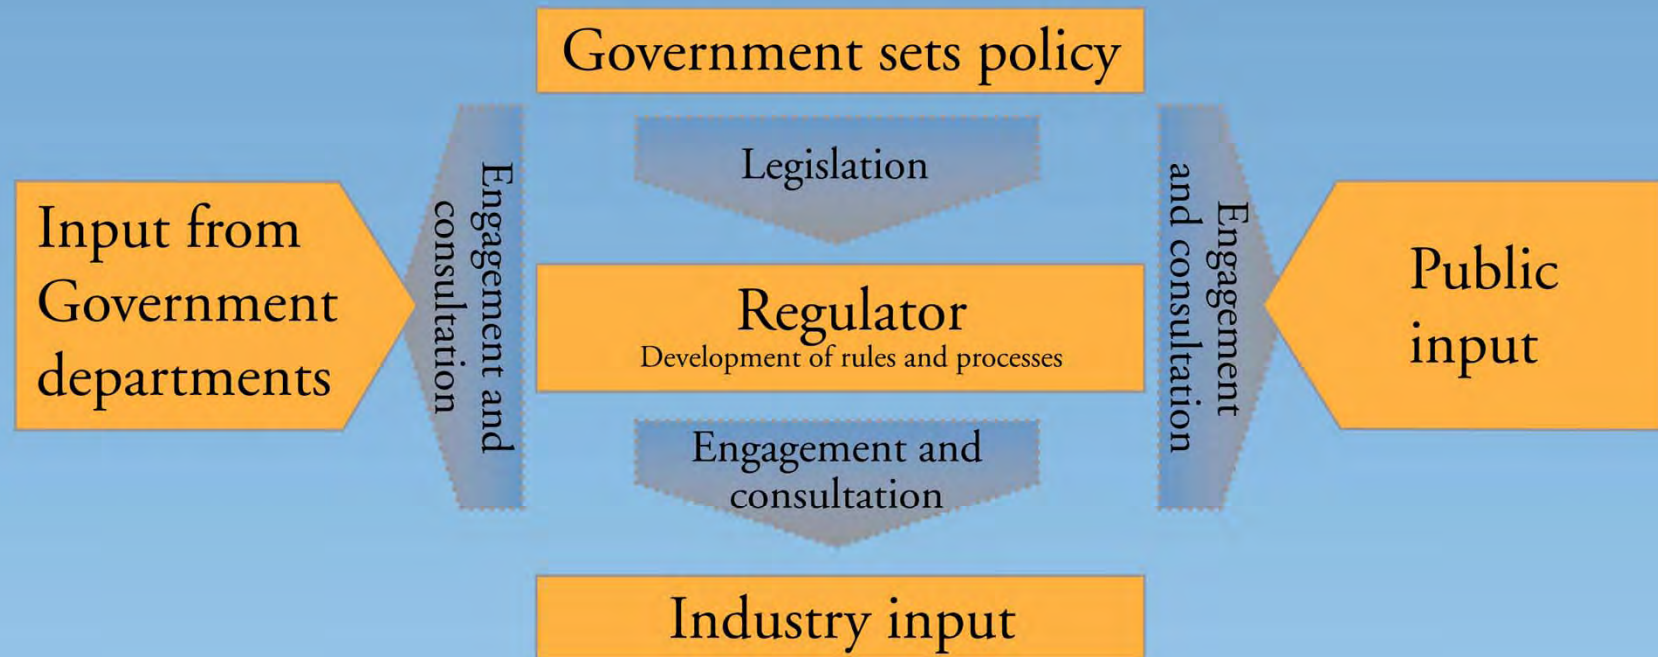 Government sets policy
Legislation
Input from
Government
departments
Engagement and
consultation
Regulator
Development of rules and processes
Engagement
and consultation
Public
input
Engagement and
consultation
Industry input